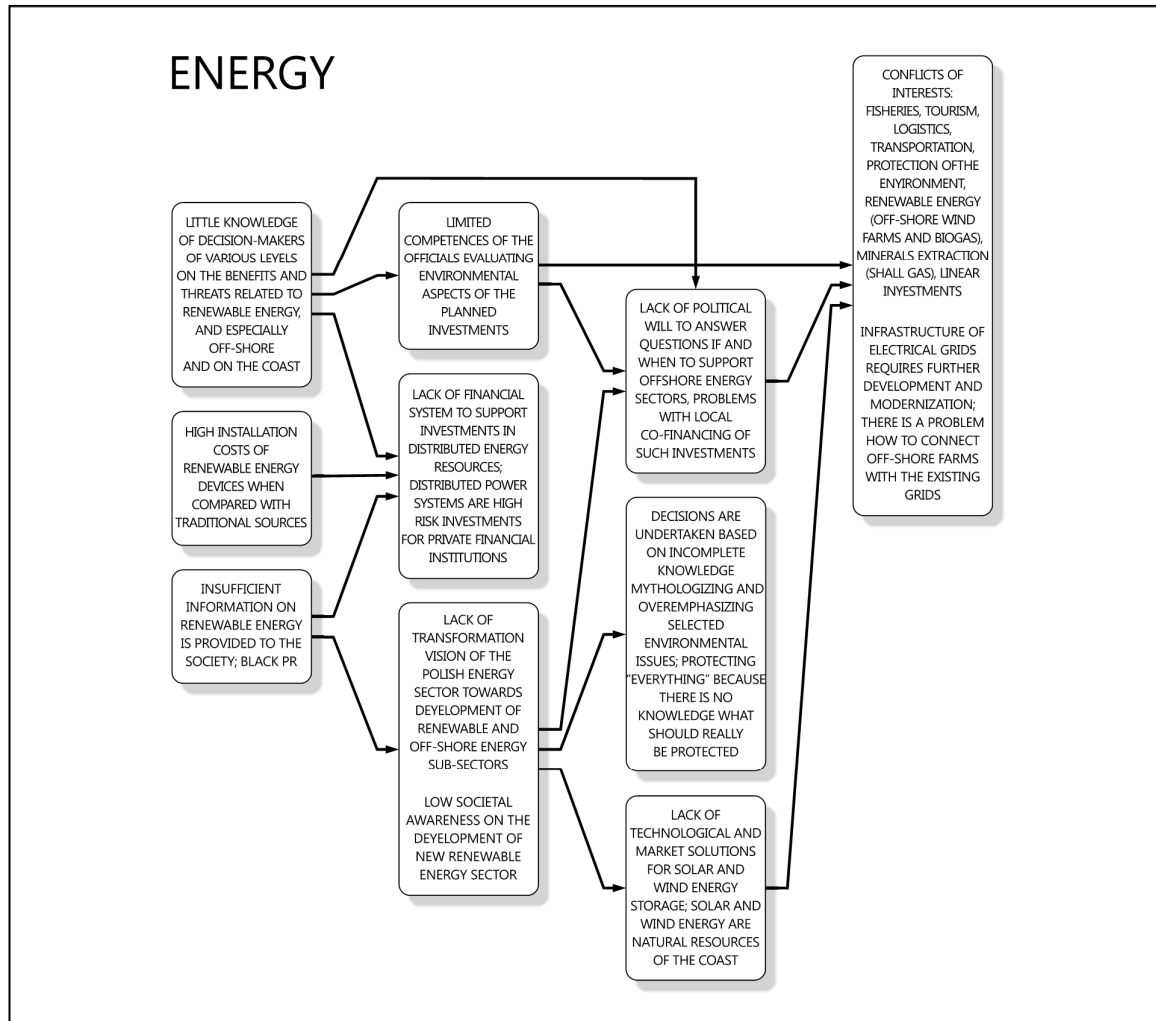 ENERGY
LITTLE KNOWLEDGE
OF DECISION-MAKERS
OF VARIOUS LEVELS
ON THE BENEFITS AND
THREATS RELATED TO
RENEWABLE ENERGY,
AND ESPECIALLY
OFF-SHORE
AND ON THE COAST
HIGH INSTALLATION
COSTS OF
RENEWABLE ENERGY
DEVICES WHEN
COMPARED WITH
TRADITIONAL SOURCES
INSUFFICIENT
INFORMATION ON
RENEWABLE ENERGY
IS PROVIDED TO THE
SOCIETY; BLACK PR
LIMITED
COMPETENCES OF THE
OFFICIALS EVALUATING
ENVIRONMENTAL
ASPECTS OF THE
PLANNED
INVESTMENTS
LACK OF FINANCIAL
SYSTEM TO SUPPORT
INVESTMENTS IN
DISTRIBUTED ENERGY
RESOURCES;
DISTRIBUTED POWER
SYSTEMS ARE HIGH
RISK INVESTMENTS
FOR PRIVATE FINANCIAL
INSTITUTIONS
LACK OF
TRANSFORMATION
VISION OF THE
POLISH ENERGY
SECTOR TOWARDS
DEYELOPMENT OF
RENEWABLE AND
OFF-SHORE ENERGY
SUB-SECTORS
LOW SOCIETAL
AWARENESS ON THE
DEYELOPMENT OF
NEW RENEWABLE
ENERGY SECTOR
LACK OF POLITICAL
WILL TO ANSWER
QUESTIONS IF AND
WHEN TO SUPPORT
OFFSHORE ENERGY
SECTORS, PROBLEMS
WITH LOCAL
CO-FINANCING OF
SUCH INVESTMENTS
DECISIONS ARE
UNDERTAKEN BASED
ON INCOMPLETE
KNOWLEDGE
MYTHOLOGIZING AND
OVEREMPHASIZING
SELECTED
ENVIRONMENTAL
ISSUES; PROTECTING
"EVERYTHING" BECAUSE
THERE IS NO
KNOWLEDGE WHAT
SHOULD REALLY
BE PROTECTED
LACK OF
TECHNOLOGICAL AND
MARKET SOLUTIONS
FOR SOLAR AND
WIND ENERGY
STORAGE; SOLAR AND
WIND ENERGY ARE
NATURAL RESOURCES
OF THE COAST
CONFLICTS OF
INTERESTS:
FISHERIES, TOURISM,
LOGISTICS,
TRANSPORTATION,
PROTECTION OFTHE
ENYIRONMENT,
RENEWABLE ENERGY
(OFF-SHORE WIND
FARMS AND BIOGAS),
MINERALS EXTRACTION
(SHALL GAS), LINEAR
INYESTMENTS
INFRASTRUCTURE OF
ELECTRICAL GRIDS
REQUIRES FURTHER
DEVELOPMENT AND
MODERNIZATION;
THERE IS A PROBLEM
HOW TO CONNECT
OFF-SHORE FARMS
WITH THE EXISTING
GRIDS